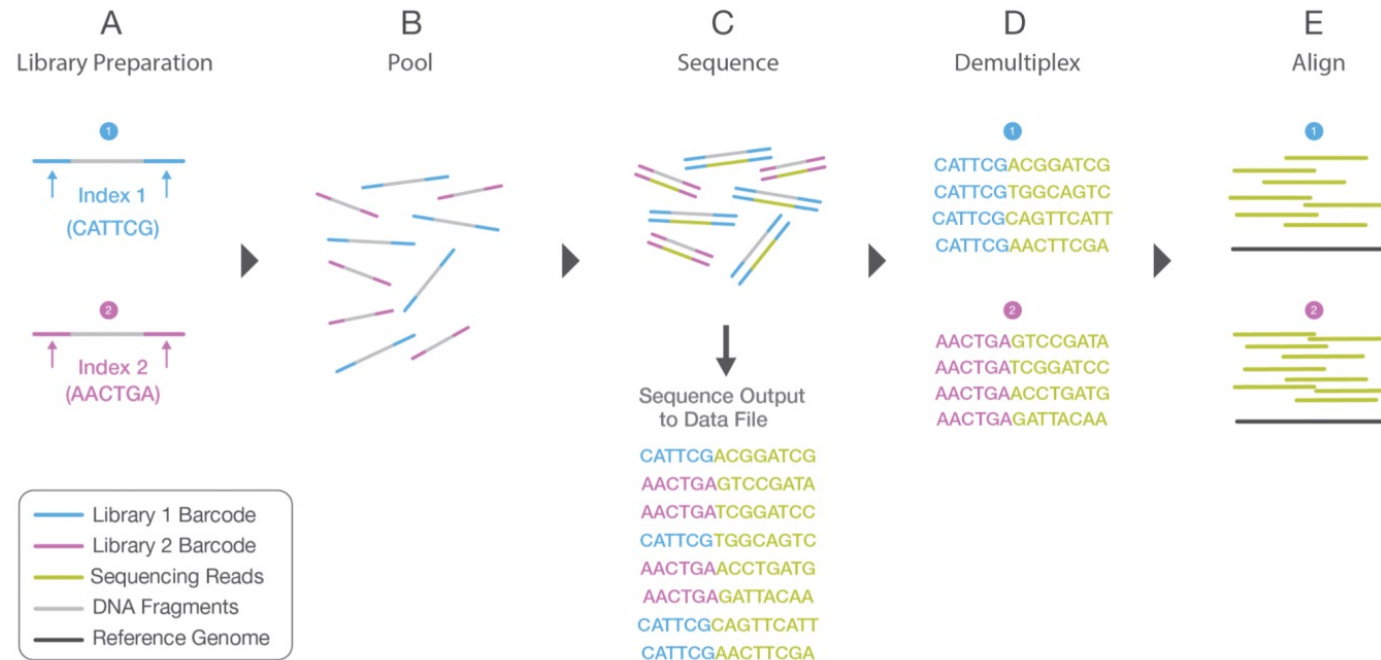 A
Library Preparation
1
Index 1
(CATTCG)
2
Index 2
(AACTGA)
Library 1 Barcode
Library 2 Barcode
Sequencing Reads
DNA Fragments
Reference Genome
B
Pool
C
Sequence
Sequence Output
to Data File
CATTCGACGGATCG
AACTGAGTCCGATA
AACTGATCGGATCC
CATTCGTGGCAGTC
AACTGAACCTGATG
AACTGAGATTACAA
CATTCGCAGTTCATT
CATTCGAACTTCGA
D
Demultiplex
1
CATTCGACGGATCG
CATTCGTGGCAGTC
CATTCGCAGTTCATT
CATTCGAACTTCGA
2
AACTGAGTCCGATA
AACTGATCGGATCC
AACTGAACCTGATG
AACTGAGATTACAA
E
Align
1
2